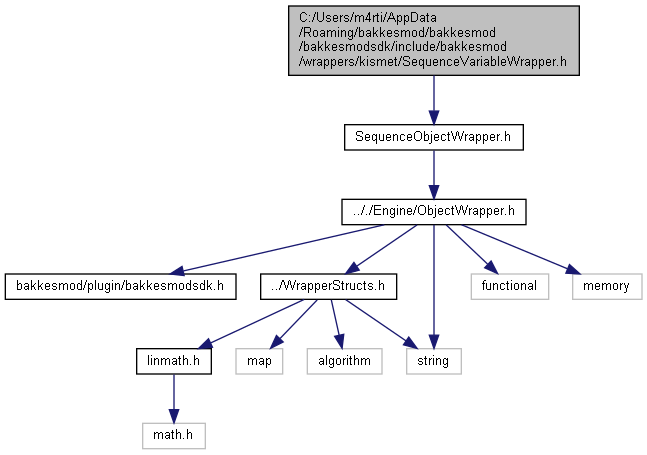 C:/Users/m4rti/AppData
/Roaming/bakkesmod/bakkesmod
/bakkesmodsdk/include/bakkesmod
/wrappers/kismet/SequenceVariableWrapper.h
SequenceObjectWrapper.h
.././Engine/ObjectWrapper.h
bakkesmod/plugin/bakkesmodsdk.h
../WrapperStructs.h
functional
memory
linmath.h
map
algorithm
string
math.h